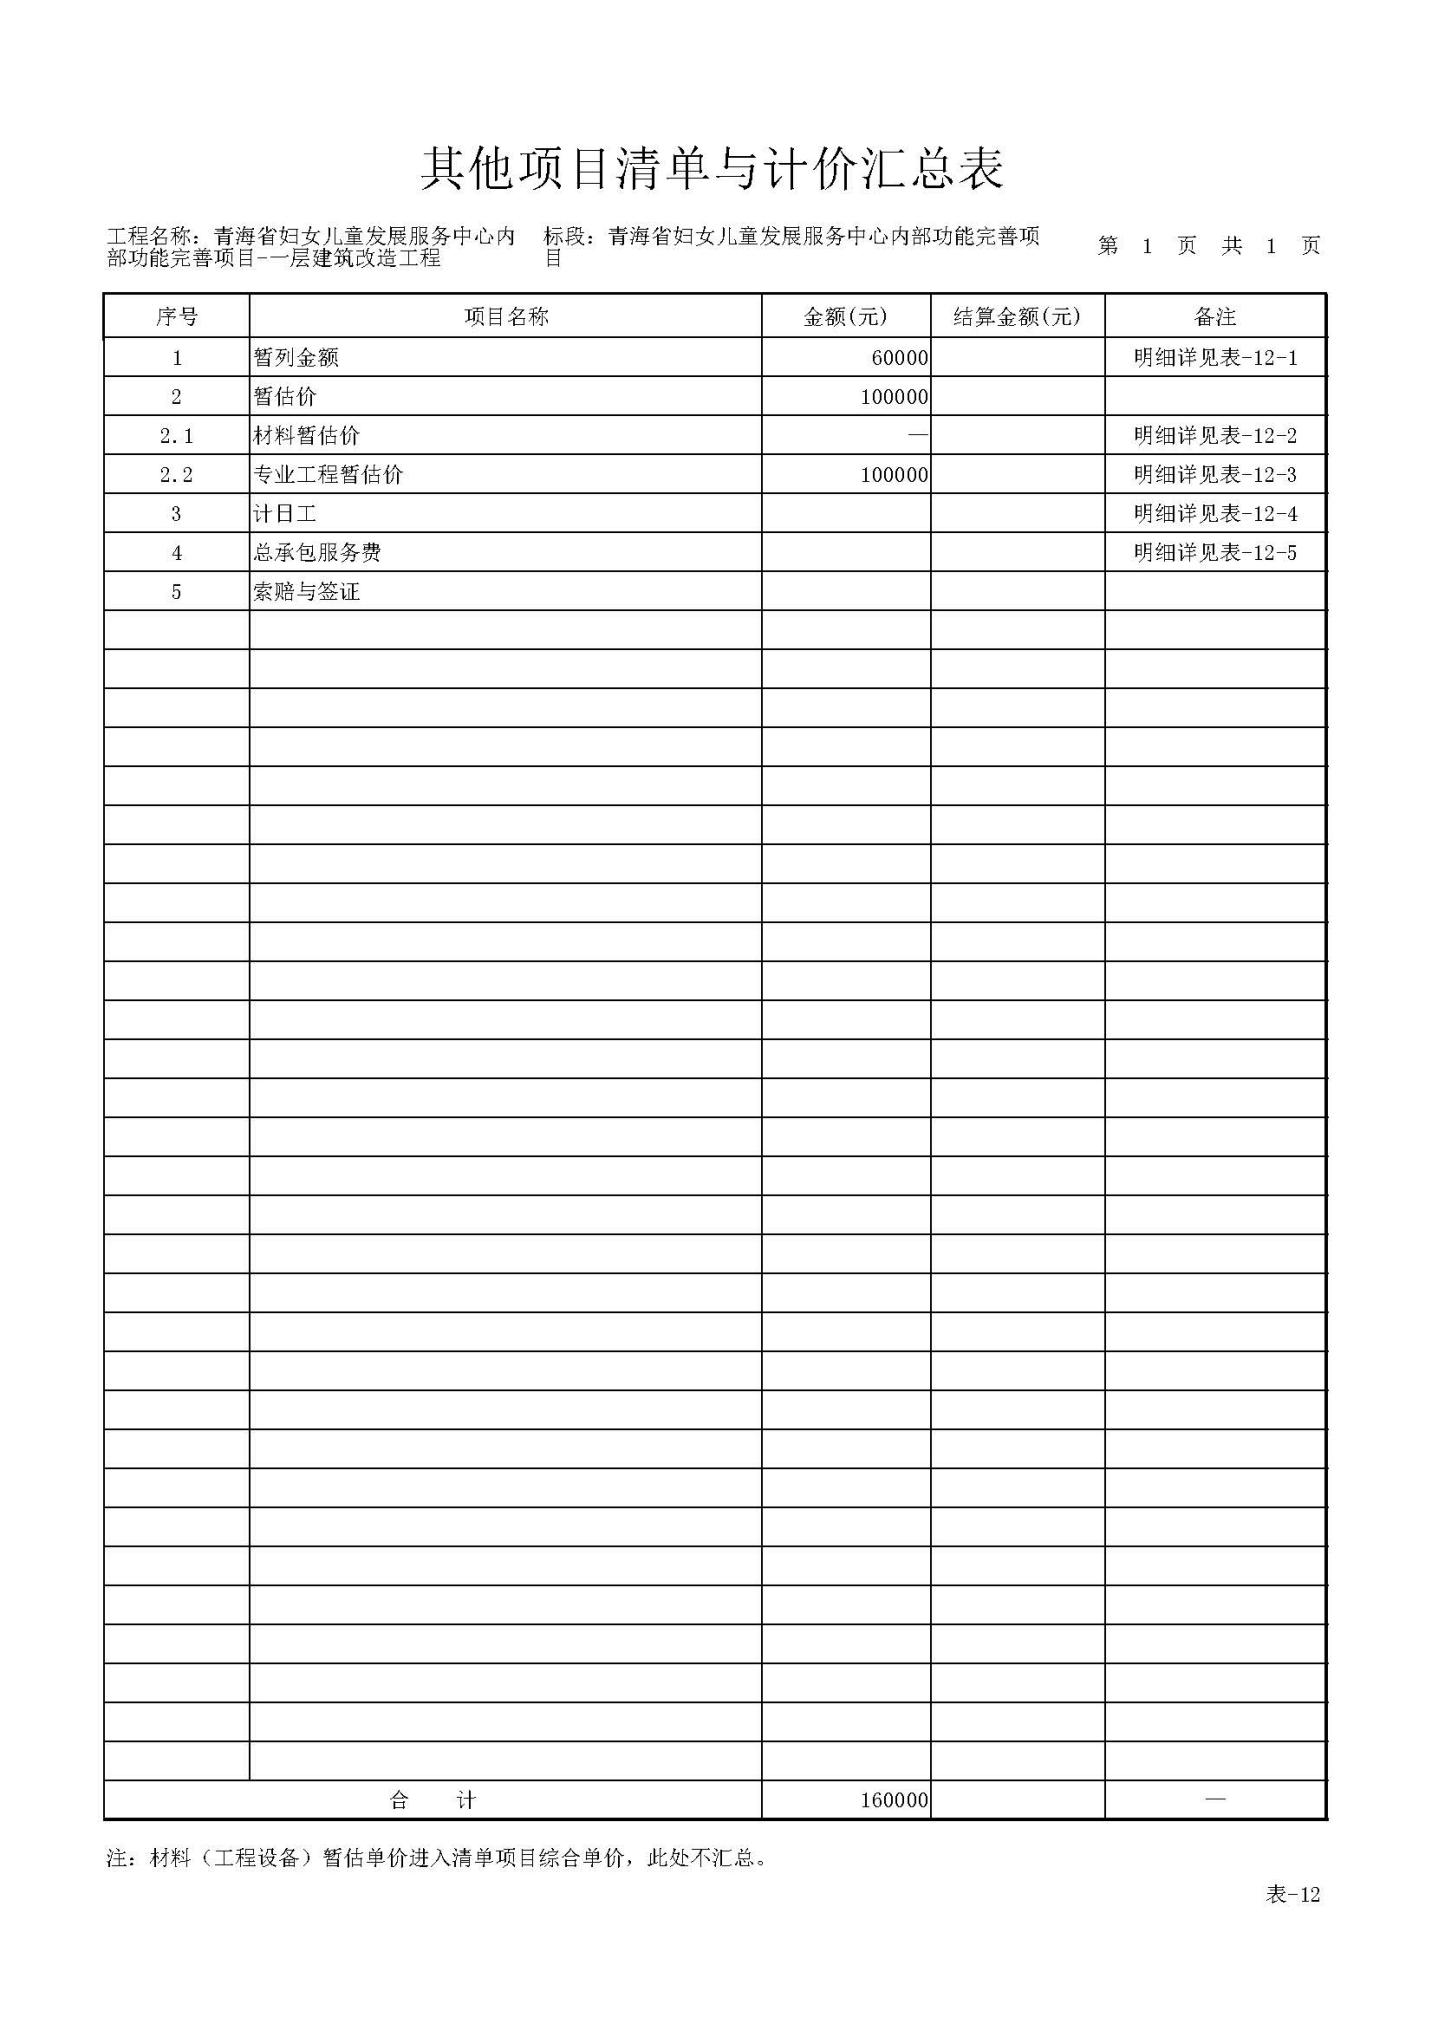 其他项目清单与计价汇总表
工程名称：青海省妇女儿童发展服务中心内
部功能完善项目-一层建筑改造工程
标段：青海省妇女儿童发展服务中心内部功能完善项
目
第 1 页 共 1 页
序号 项目名称 金额(元) 结算金额(元) 备注
1 暂列金额 60000 明细详见表-12-1
2 暂估价 100000
2.1 材料暂估价 — 明细详见表-12-2
2.2 专业工程暂估价 100000 明细详见表-12-3
3 计日工 明细详见表-12-4
4 总承包服务费 明细详见表-12-5
5 索赔与签证
合 计 160000 —
注：材料（工程设备）暂估单价进入清单项目综合单价，此处不汇总。
表-12